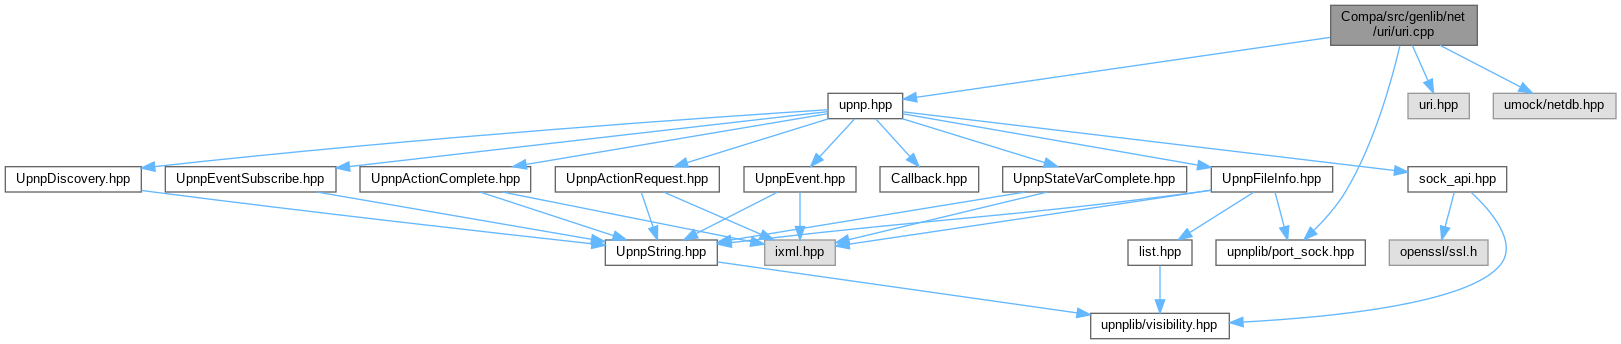 Compa/src/genlib/net
/uri/uri.cpp
upnp.hpp
uri.hpp
umock/netdb.hpp
UpnpDiscovery.hpp
UpnpEventSubscribe.hpp
UpnpActionComplete.hpp
UpnpActionRequest.hpp
UpnpEvent.hpp
Callback.hpp
UpnpStateVarComplete.hpp
UpnpFileInfo.hpp
sock_api.hpp
UpnpString.hpp
ixml.hpp
list.hpp
upnplib/port_sock.hpp
openssl/ssl.h
upnplib/visibility.hpp